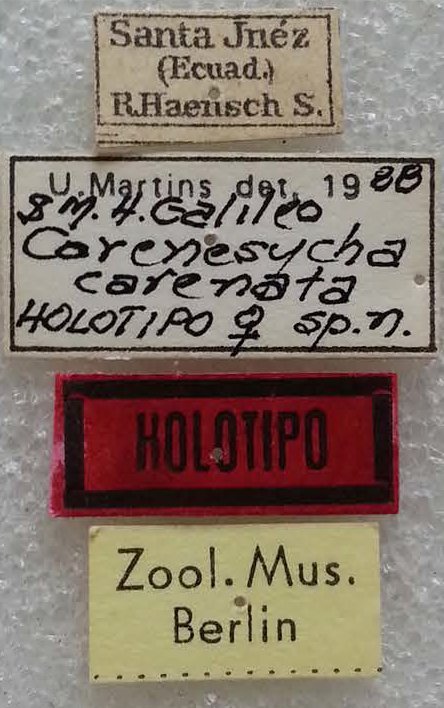 Santa Jnéz
(Ecuad.)
R.Haensch S.
U.Martins det. 1988
& M.H. Galileo
Carenesycha
carenata
HOLOTIPO ♀ sp.n.
HOLOTIPO
Zool. Mus.
Berlin